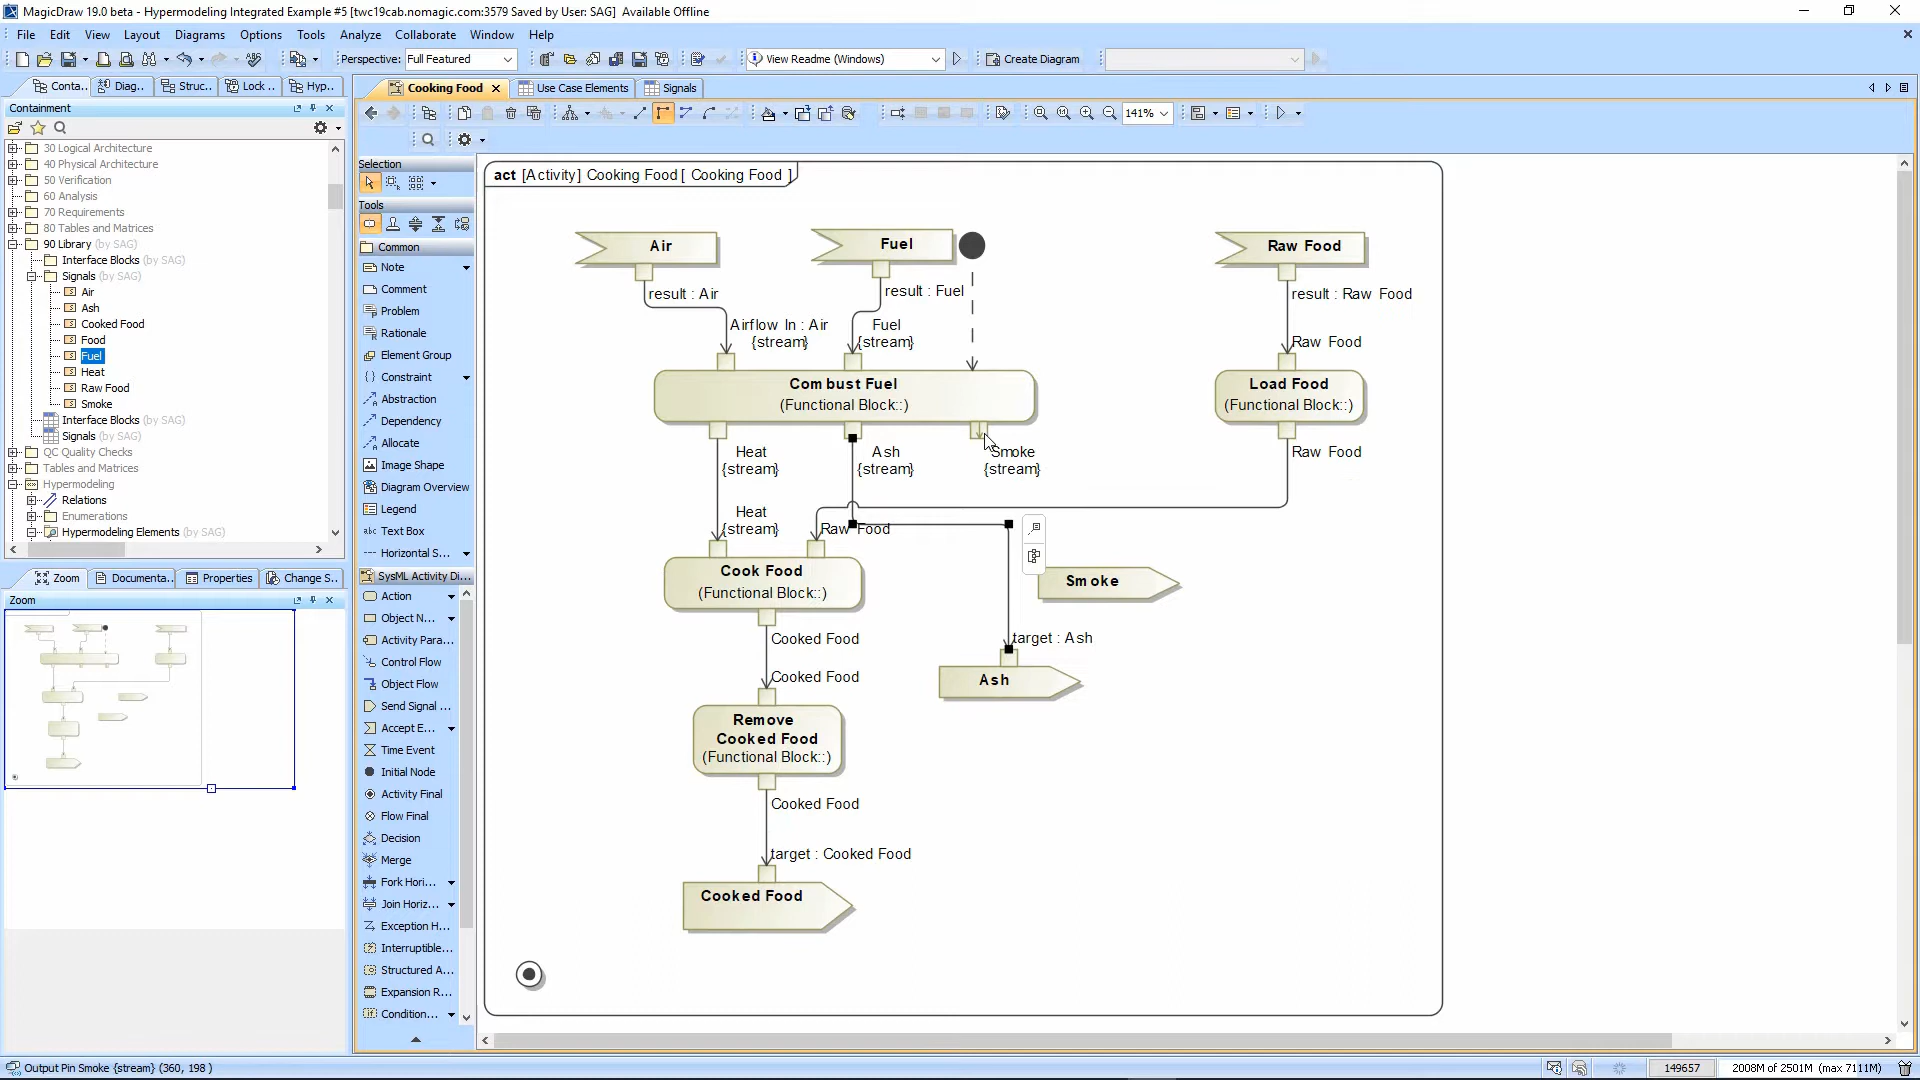 MagicDraw 19.0 beta - Hypermodeling Integrated Example #5 [twc19cab.nomagic.com:3579 Saved by User: SAG]  Available Offline
File Edit View Layout Diagrams Options Tools Analyze Collaborate Window Help
Perspective: Full Featured View Readme (Windows) Create Diagram
Conta.. Diag.. Struc... Lock .. Hyp.. Cooking Food Use Case Elements Signals
Containment
141%
30 Logical Architecture
40 Physical Architecture
50 Verification
60 Analysis
70 Requirements
80 Tables and Matrices
90 Library (by SAG)
Interface Blocks (by SAG)
Signals (by SAG)
Air
Ash
Cooked Food
Food
Fuel
Heat
Raw Food
Smoke
Interface Blocks (by SAG)
Signals (by SAG)
QC Quality Checks
Tables and Matrices
Hypermodeling
Relations
Enumerations
Hypermodeling Elements (by SAG)
Zoom Documenta.. Properties Change S..
Zoom
Selection
Tools
Common
Note
Comment
Problem
Rationale
Element Group
Constraint
Abstraction
Dependency
Allocate
Image Shape
Diagram Overview
Legend
abc Text Box
Horizontal S...
SysML Activity Di...
Action
Object N...
Activity Para...
Control Flow
Object Flow
Send Signal ...
Accept E...
Time Event
Initial Node
Activity Final
Flow Final
Decision
Merge
Fork Hori...
Join Horiz...
Exception H...
Interruptible...
Structured A...
Expansion R...
Condition...
act [Activity] Cooking Food [ Cooking Food ]
Air
Fuel
Raw Food
result : Air
result : Fuel
result : Raw Food
Airflow In : Air
{stream}
Fuel
{stream}
Raw Food
Combust Fuel
(Functional Block::)
Load Food
(Functional Block::)
Heat
{stream}
Ash
{stream}
Smoke
{stream}
Raw Food
Heat
{stream}
Raw Food
Cook Food
(Functional Block::)
Smoke
Cooked Food
target : Ash
Cooked Food
Ash
Remove
Cooked Food
(Functional Block::)
Cooked Food
target : Cooked Food
Cooked Food
Output Pin Smoke {stream} (360, 198 )
149657
2008M of 2501M (max 7111M)